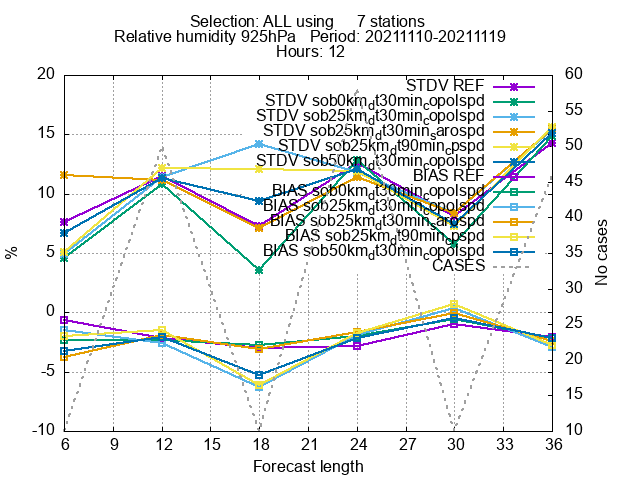 Selection: ALL using 7 stations
Relative humidity 925hPa Period: 20211110-20211119
Hours: 12
STDV REF
STDV sob0km_dt30min_copolspd
STDV sob25km_dt30min_copolspd
STDV sob25km_dt30min_sarospd
STDV sob25km_dt90min_cpspd
STDV sob50km_dt30min_copolspd
BIAS REF
BIAS sob0km_dt30min_copolspd
BIAS sob25km_dt30min_copolspd
BIAS sob25km_dt30min_sarospd
BIAS sob25km_dt90min_cpspd
BIAS sob50km_dt30min_copolspd
CASES
20
15
10
5
0
-5
-10
%
60
55
50
45
40
35
30
25
20
15
10
No cases
6 9 12 15 18 21 24 27 30 33 36
Forecast length